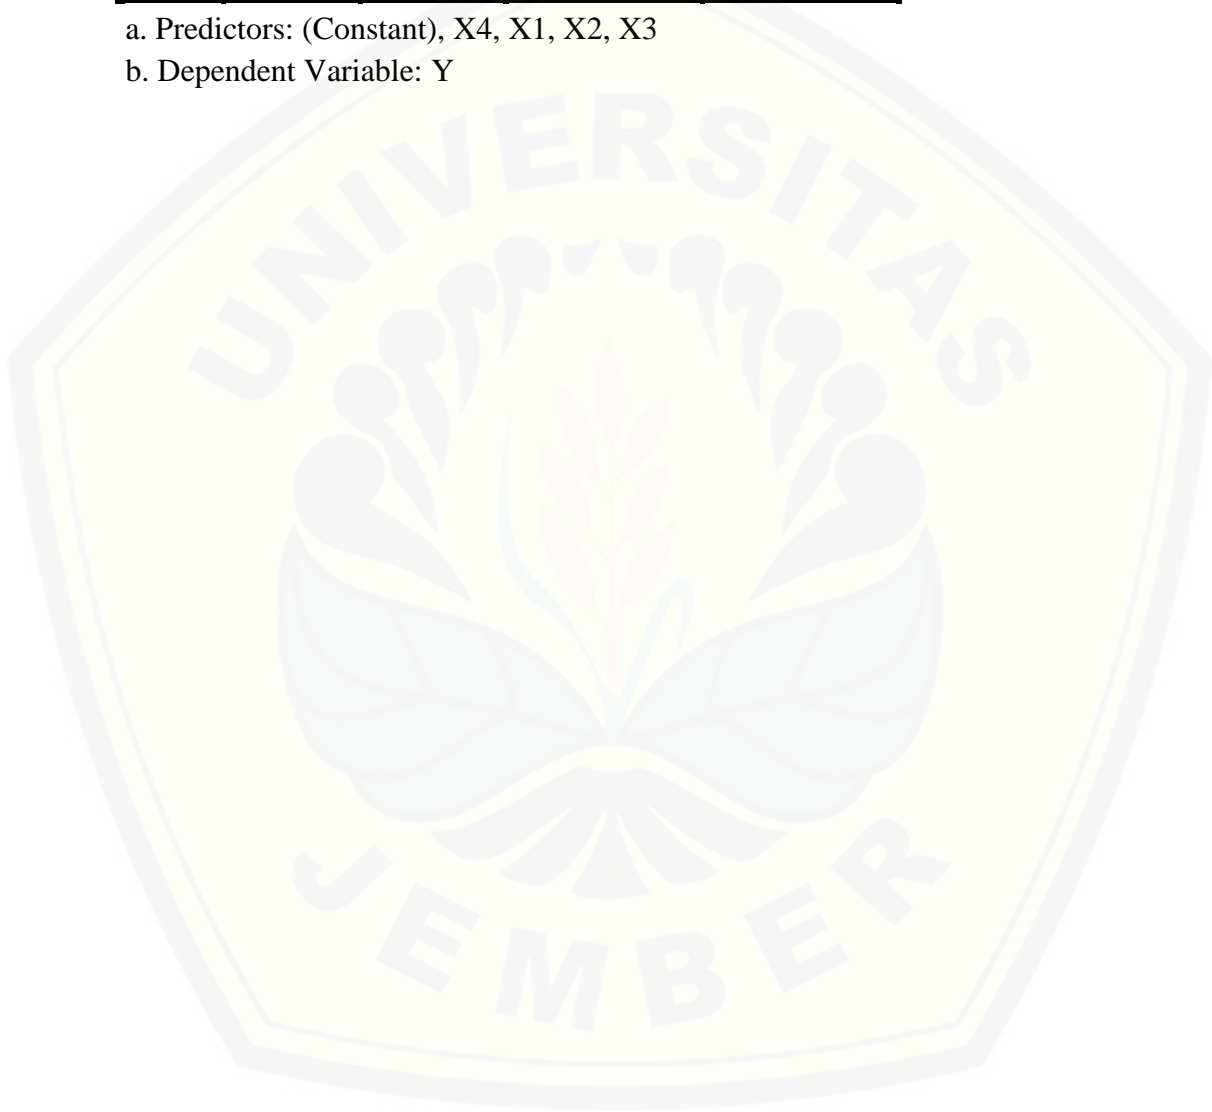 a. Predictors: (Constant), X4, X1, X2, X3
b. Dependent Variable: Y
UNIVERSITAS
JEMBER